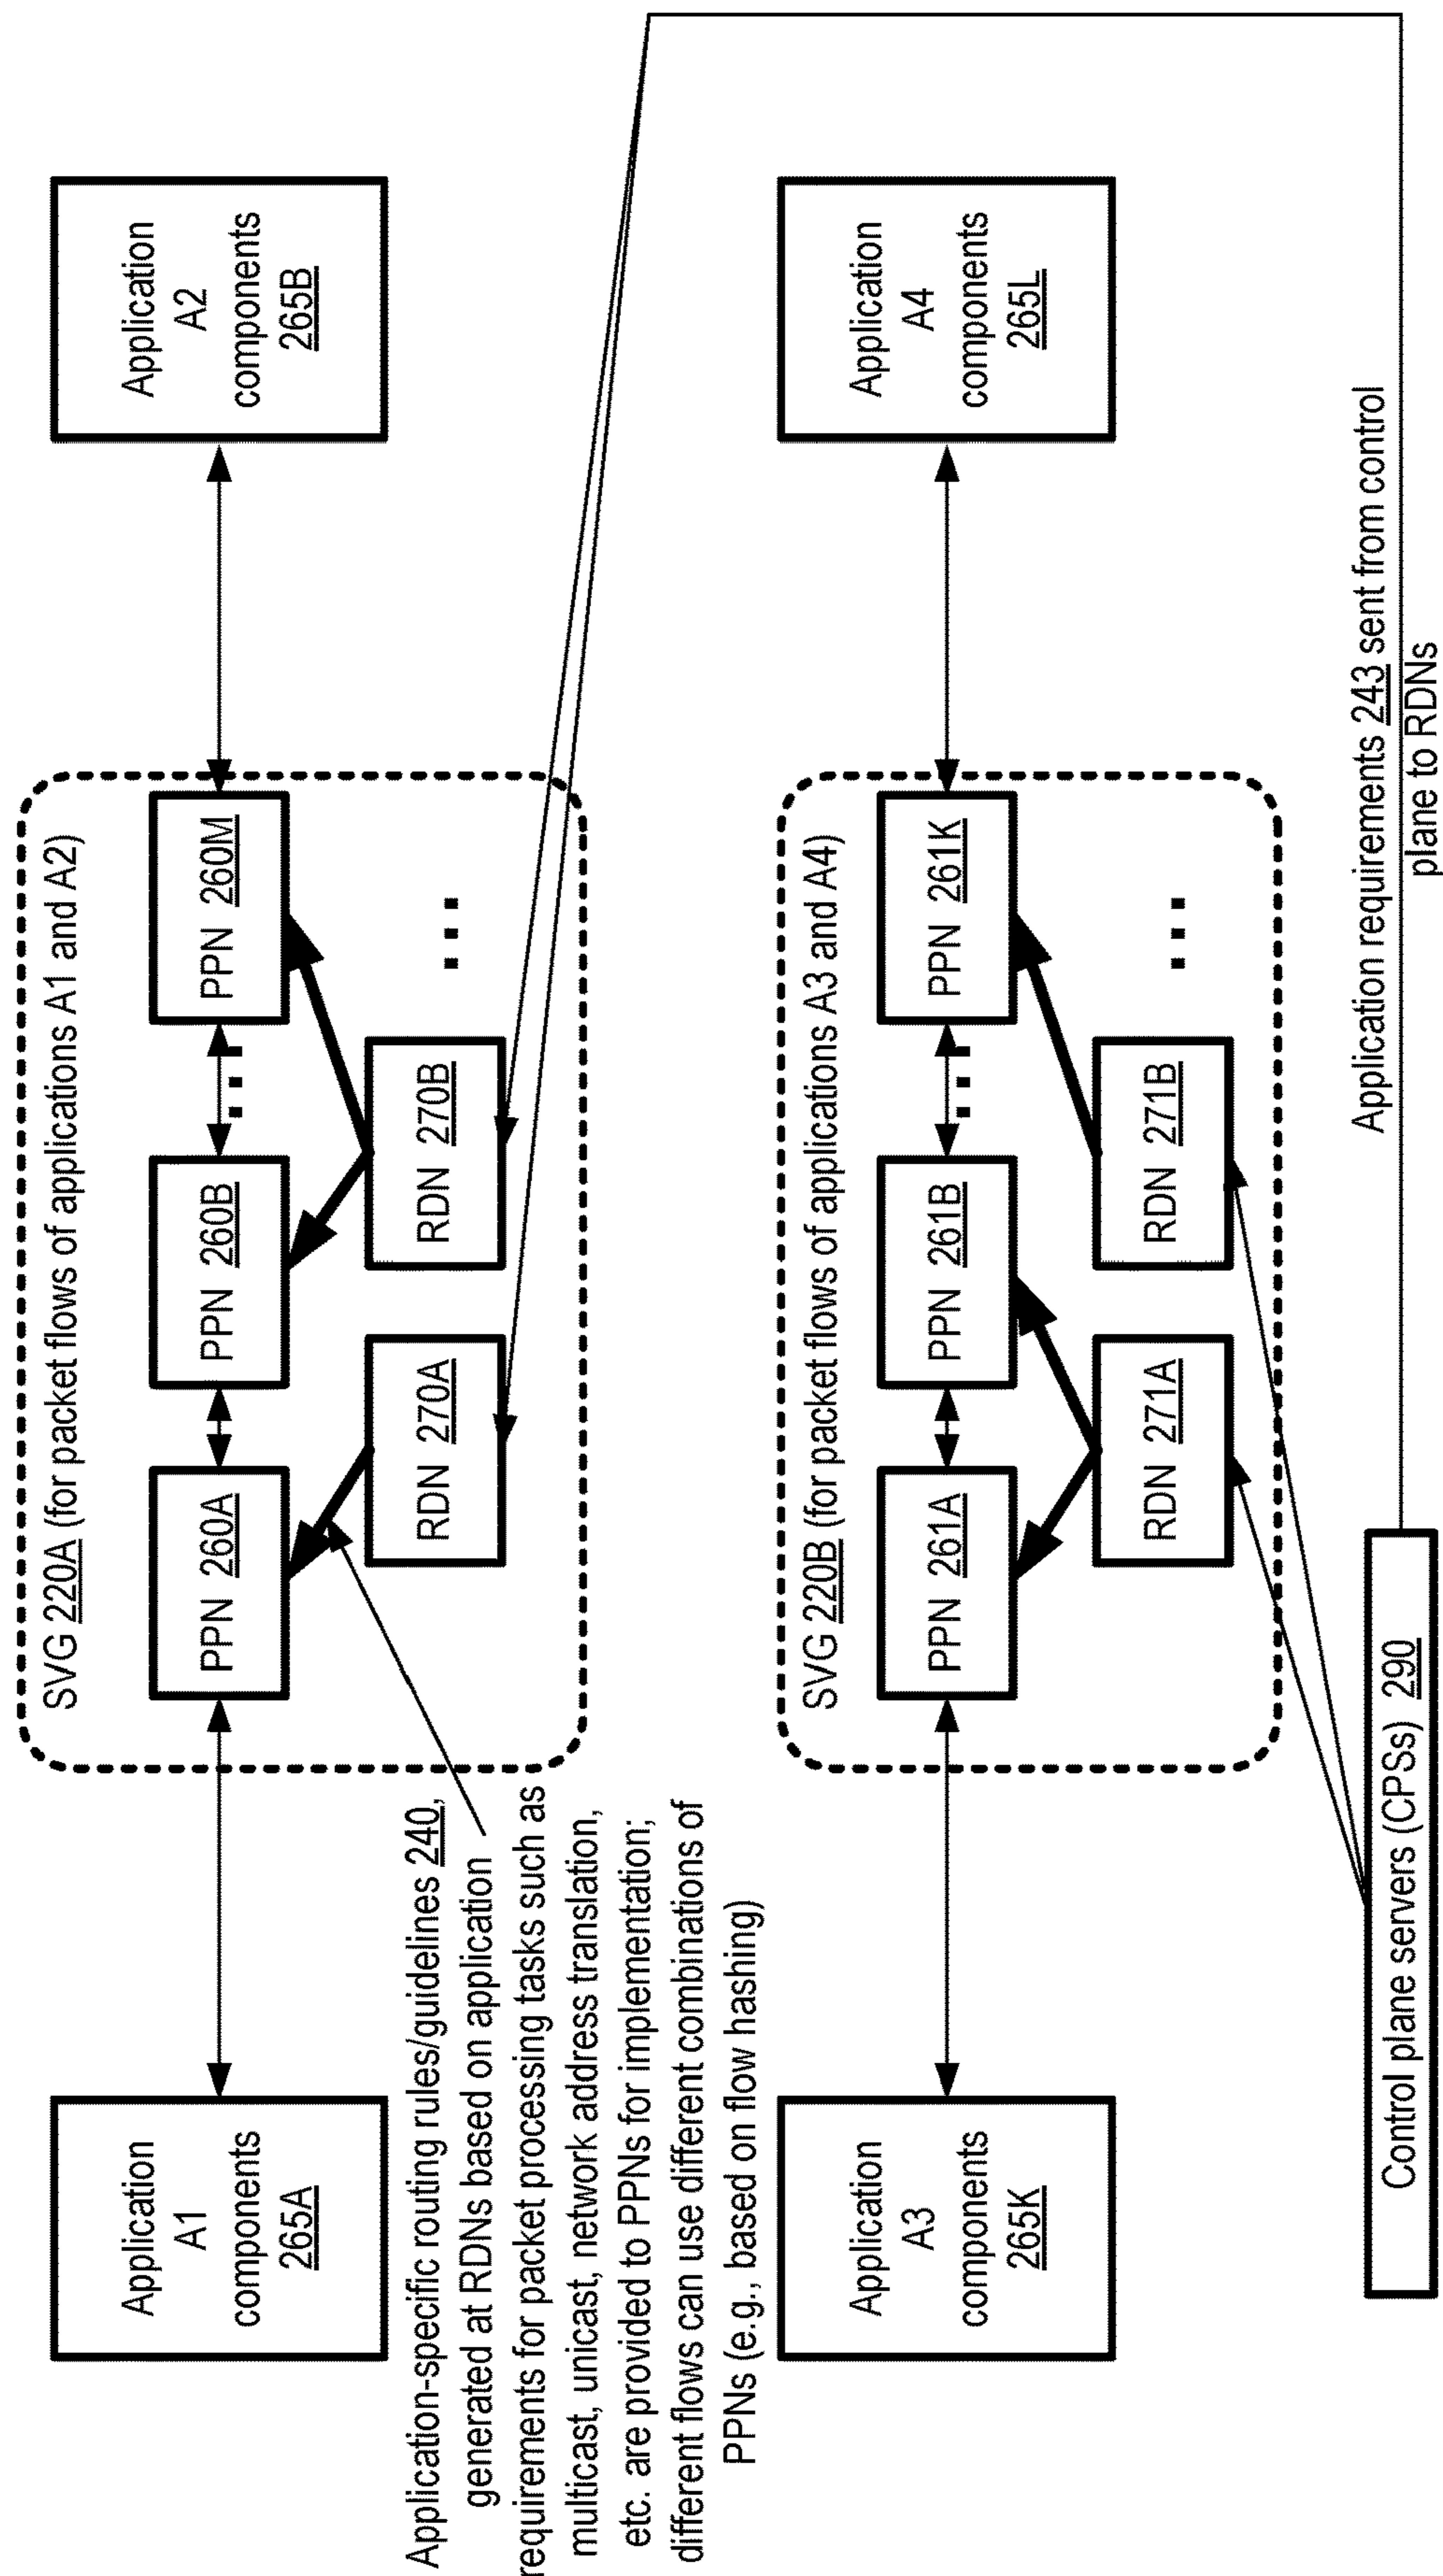 Application
A1
components
265A
SVG 220A (for packet flows of applications A1 and A2)
PPN 260A
PPN 260B
...
PPN 260M
RDN 270A
RDN 270B
...
Application
A2
components
265B
Application-specific routing rules/guidelines 240,
generated at RDNs based on application
requirements for packet processing tasks such as
multicast, unicast, network address translation,
etc. are provided to PPNs for implementation;
different flows can use different combinations of
PPNs (e.g., based on flow hashing)
Application
A3
components
265K
SVG 220B (for packet flows of applications A3 and A4)
PPN 261A
PPN 261B
...
PPN 261K
RDN 271A
RDN 271B
...
Application
A4
components
265L
Application requirements 243 sent from control
plane to RDNs
Control plane servers (CPSs) 290